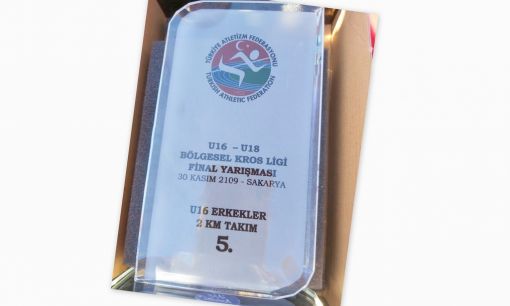 TÜRKİYE ATLETİZM FEDERASYONU
TURKISH ATHLETIC FEDERATION
U16 - U18
BÖLGESEL KROS LİGİ
FİNAL YARIŞMASI
30 KASIM 2109 - SAKARYA
U16 ERKEKLER
2 KM TAKIM
5.